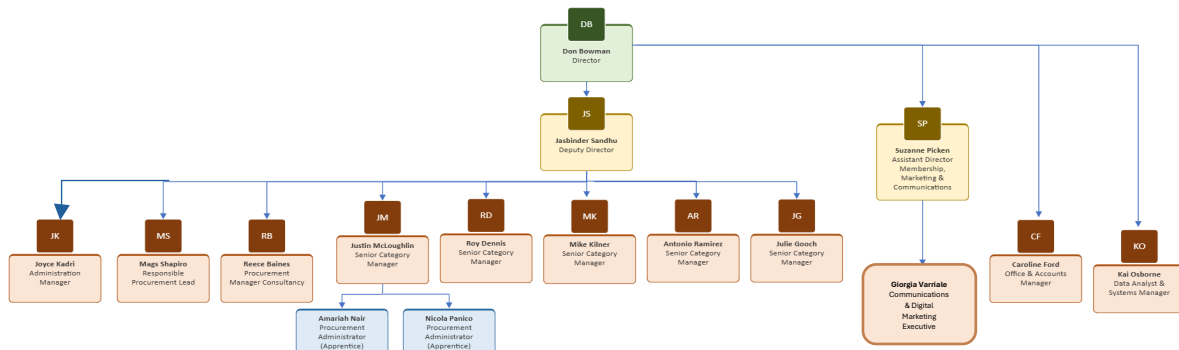 DB
Don Bowman
Director
JS
Jasbinder Sandhu
Deputy Director
SP
Suzanne Picken
Assistant Director
Membership,
Marketing &
Communications
JK
Joyce Kadri
Administration
Manager
MS
Mags Shapiro
Responsible
Procurement Lead
RB
Reece Baines
Procurement
Manager Consultancy
JM
Justin McLoughlin
Senior Category
Manager
RD
Roy Dennis
Senior Category
Manager
MK
Mike Kilner
Senior Category
Manager
AR
Antonio Ramirez
Senior Category
Manager
JG
Julie Gooch
Senior Category
Manager
Giorgia Varriale
Communications
& Digital
Marketing
Executive
CF
Caroline Ford
Office & Accounts
Manager
KO
Kai Osborne
Data Analyst &
Systems Manager
Amariah Nair
Procurement
Administrator
(Apprentice)
Nicola Panico
Procurement
Administrator
(Apprentice)